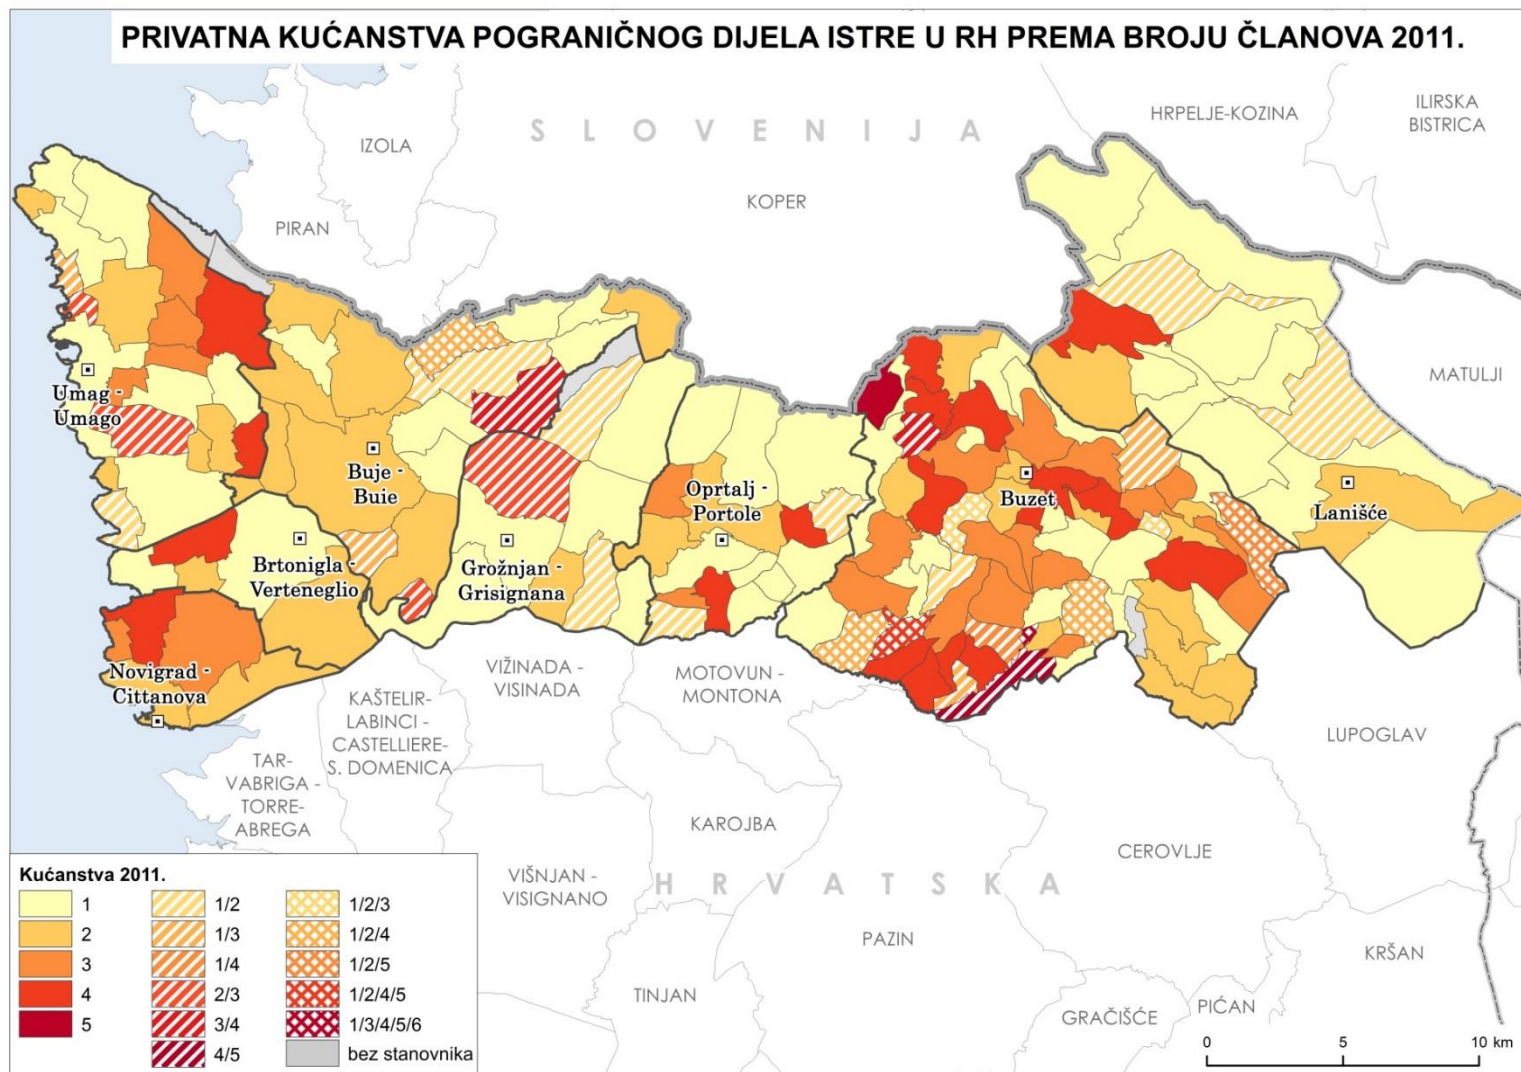 PRIVATNA KUĆANSTVA POGRANIČNOG DIJELA ISTRE U RH PREMA BROJU ČLANOVA 2011.
HRPELJE-KOZINA
ILIRSKA
BISTRICA
SLOVENIJA
IZOLA
KOPER
PIRAN
MATULJI
Umag -
Umago
Buje -
Buie
Oprtalj -
Portole
Buzet
Lanišće
Brtonigla -
Verteneglio
Grožnjan -
Grisignana
Novigrad -
Cittanova
VIŽINADA -
VISINADA
MOTOVUN -
MONTONA
KAŠTELIR-
LABINCI -
CASTELLIERE-
S. DOMENICA
LUPOGLAV
TAR-
VABRIGA -
TORRE-
ABREGA
KAROJBA
CEROVLJE
VIŠNJAN -
VISIGNANO
HRVATSKA
PAZIN
KRŠAN
TINJAN
PIĆAN
GRAČIŠĆE
Kućanstva 2011.
1
2
3
4
5
1/2
1/3
1/4
2/3
3/4
4/5
1/2/3
1/2/4
1/2/5
1/2/4/5
1/3/4/5/6
bez stanovnika
0 5 10 km